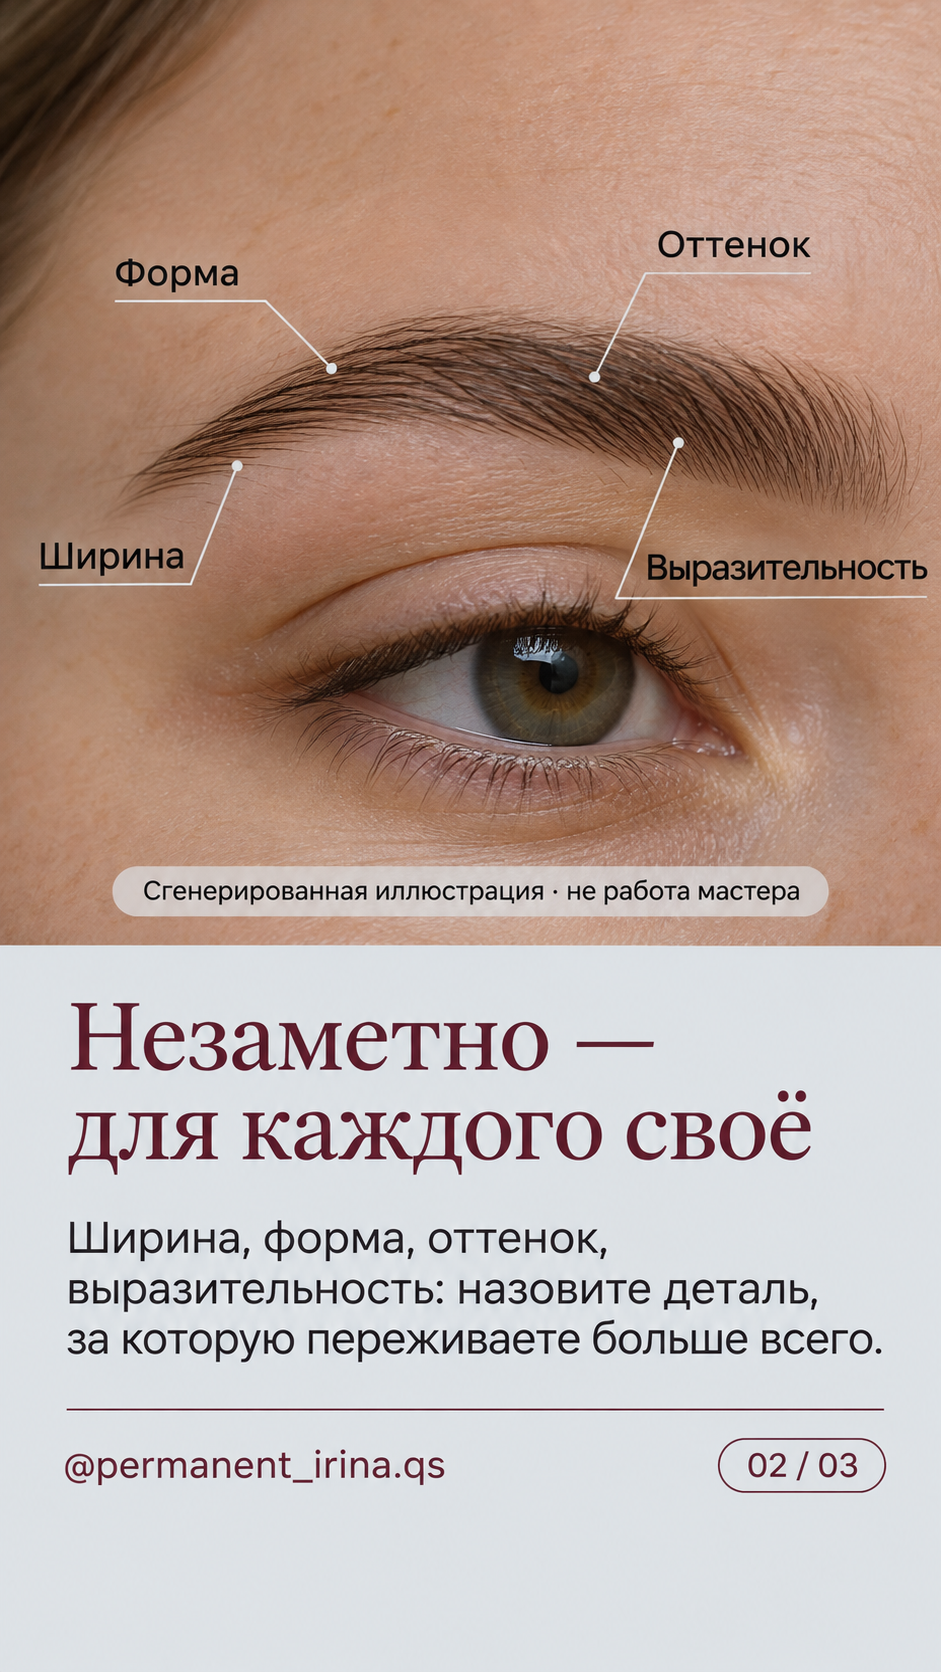 Оттенок
Форма
Ширина
Выразительность
Сгенерированная иллюстрация · не работа мастера
Незаметно —
для каждого своё
Ширина, форма, оттенок,
выразительность: назовите деталь,
за которую переживаете больше всего.
@permanent_irina.qs
02 / 03